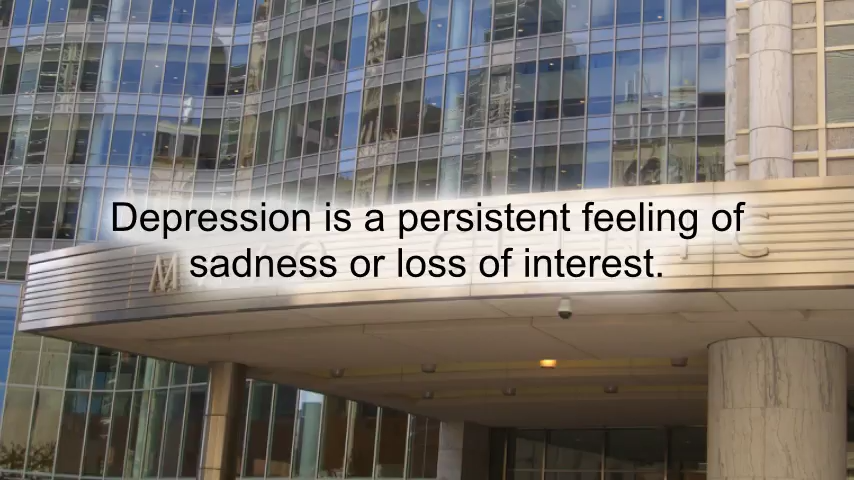 Depression is a persistent feeling of
sadness or loss of interest.